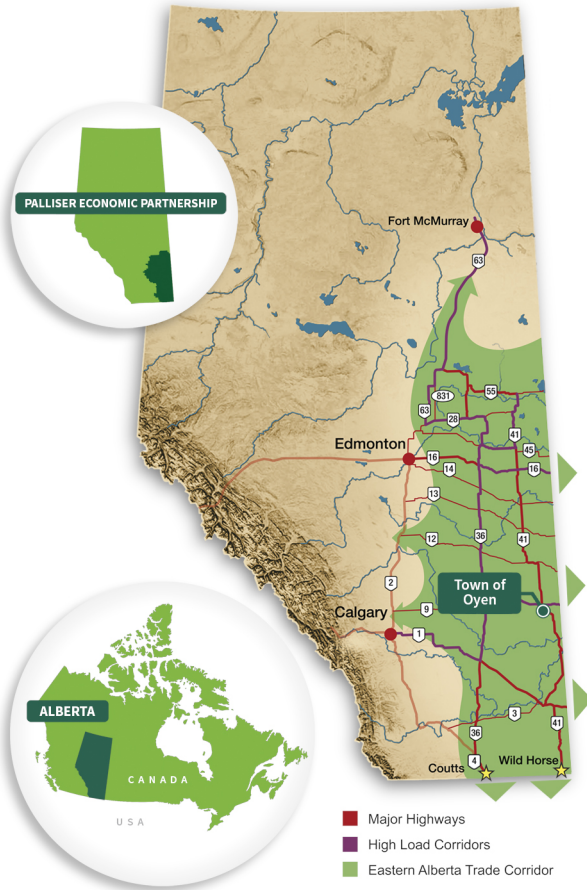 PALLISER ECONOMIC PARTNERSHIP
Fort McMurray
63
831
55
63
28
41
45
Edmonton
16
14
16
13
12
36
41
2
Town of
Oyen
Calgary
9
1
ALBERTA
3
41
36
CANADA
4
Coutts
Wild Horse
USA
Major Highways
High Load Corridors
Eastern Alberta Trade Corridor